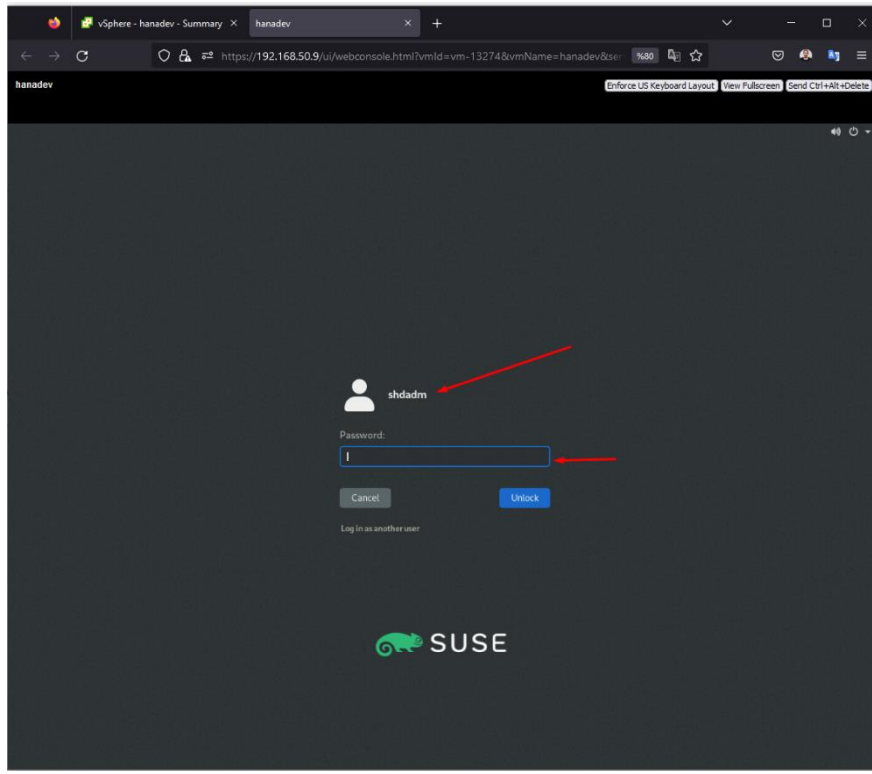 vSphere - hanadev - Summary
hanadev
https://192.168.50.9/ui/webconsole.html?vmId=vm-13274&vmName=hanadev&ser
%80
hanadev
Enforce US Keyboard Layout View Fullscreen Send Ctrl+Alt+Delete
shdadm
Password:
Cancel Unlock
Log in as another user
SUSE